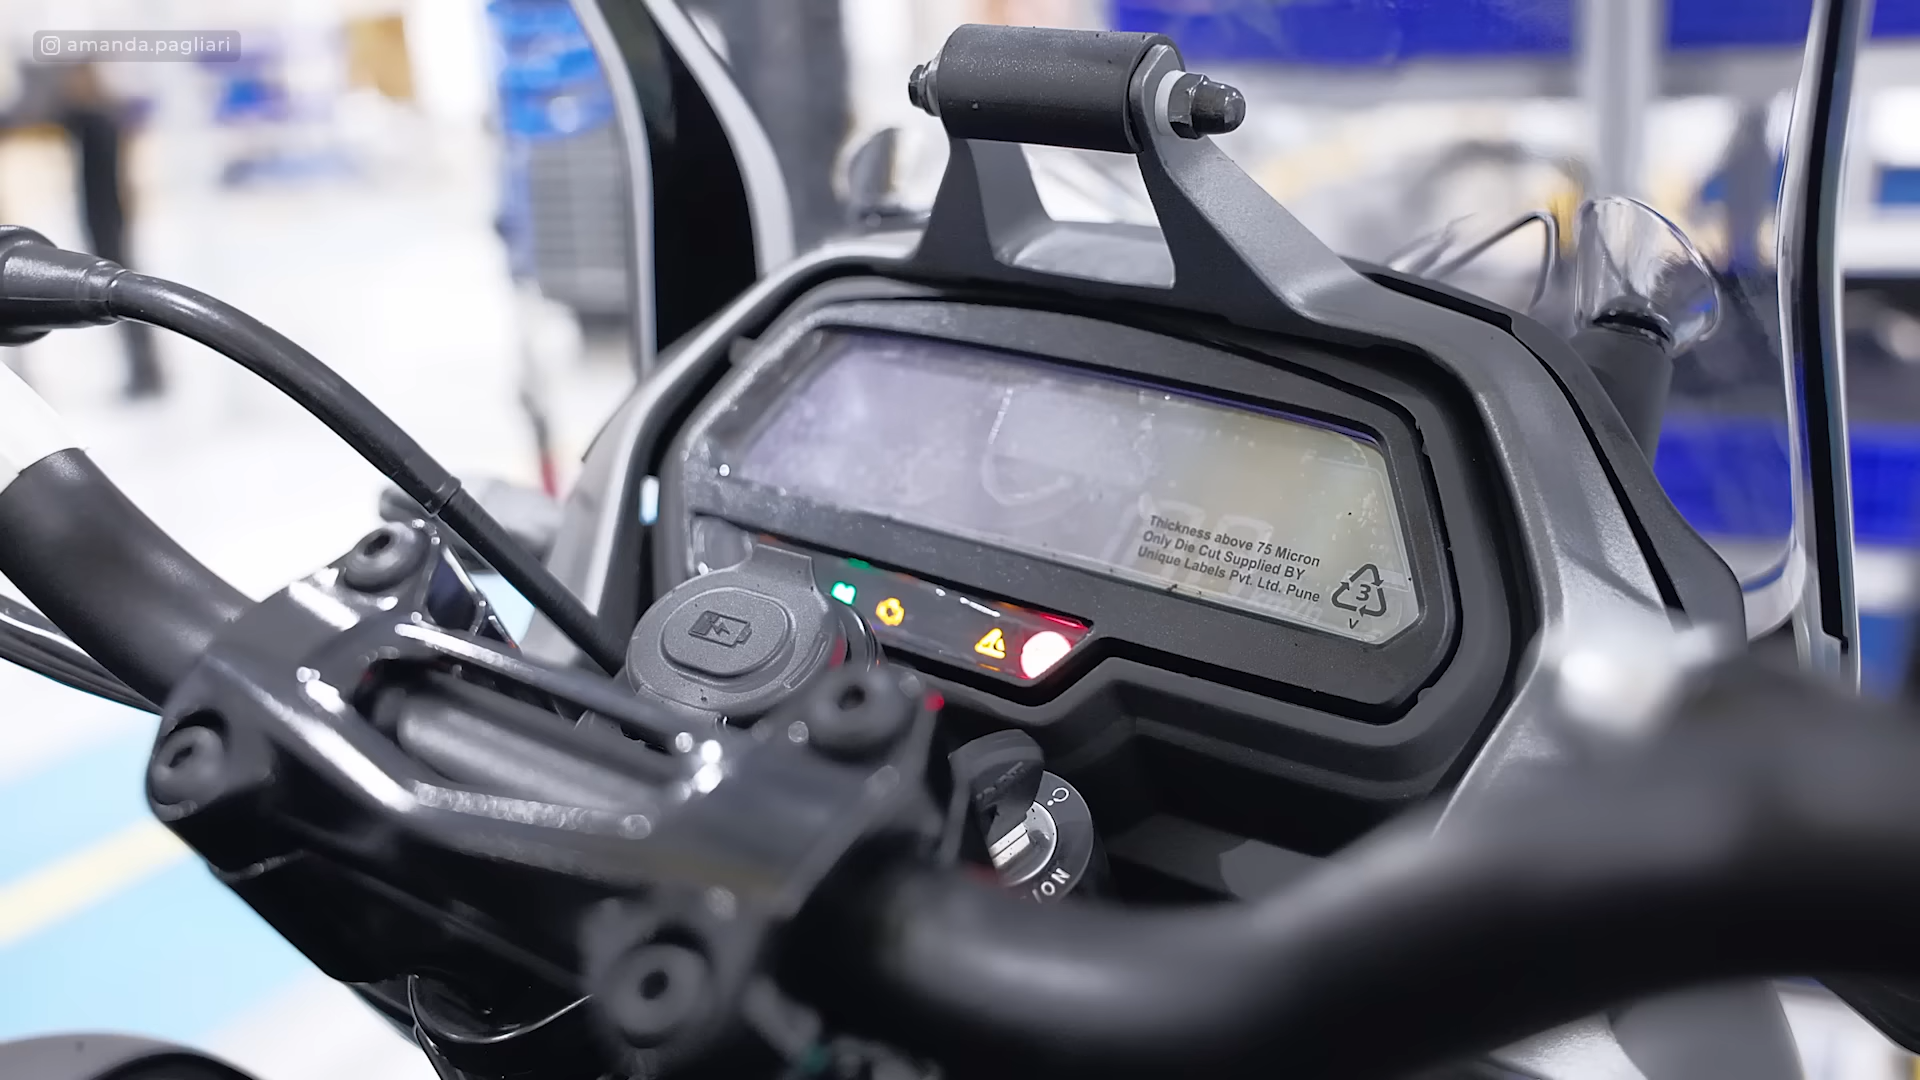 amanda.pagliari
Thickness above 75 Micron
Only Die Cut Supplied BY
Unique Labels Pvt. Ltd. Pune
3
V
ON